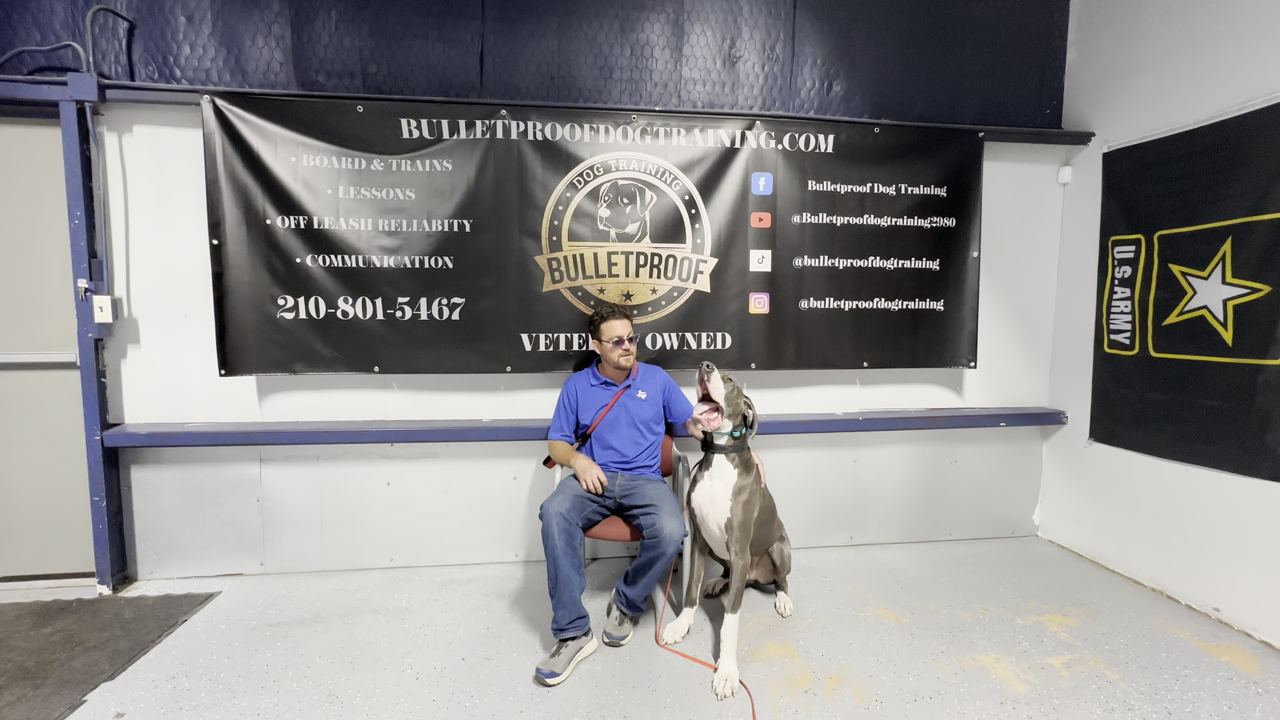 BULLETPROOFDOGTRAINING.COM
• BOARD & TRAINS
• LESSONS
• OFF LEASH RELIABITY
• COMMUNICATION
210-801-5467
DOG TRAINING
BULLETPROOF
VETE OWNED
Bulletproof Dog Training
@Bulletproofdogtraining2980
@bulletproofdogtraining
@bulletproofdogtraining
U.S.ARMY